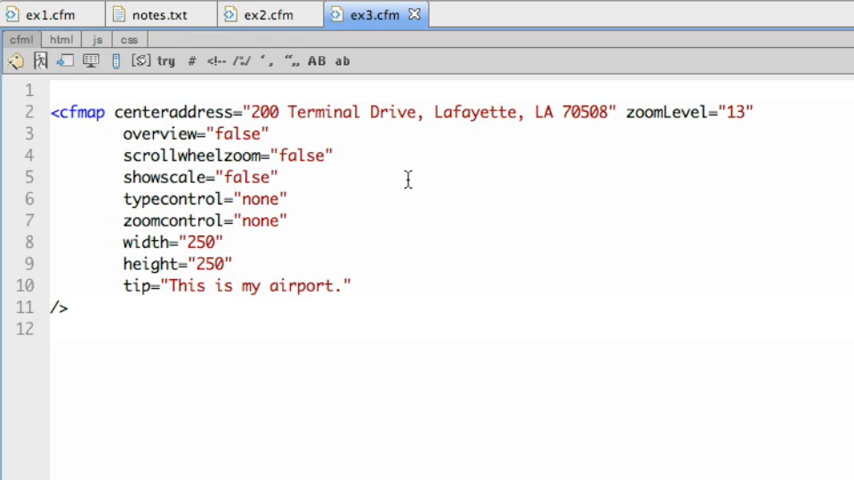 ex1.cfm notes.txt ex2.cfm ex3.cfm
cfml html js css
try # <!-- /*/ ‘, “,, AB ab
1
2 <cfmap centeraddress="200 Terminal Drive, Lafayette, LA 70508" zoomLevel="13"
3 overview="false"
4 scrollwheelzoom="false"
5 showscale="false"
6 typecontrol="none"
7 zoomcontrol="none"
8 width="250"
9 height="250"
10 tip="This is my airport."
11 />
12